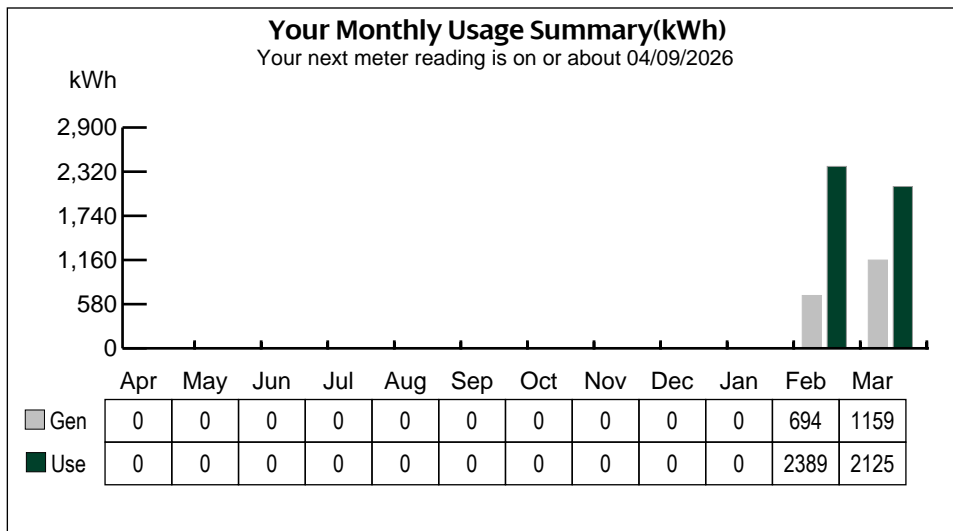 Your Monthly Usage Summary(kWh)
Your next meter reading is on or about 04/09/2026
kWh
2,900
2,320
1,740
1,160
580
0
Apr May Jun Jul Aug Sep Oct Nov Dec Jan Feb Mar
Gen 0 0 0 0 0 0 0 0 0 0 694 1159
Use 0 0 0 0 0 0 0 0 0 0 2389 2125